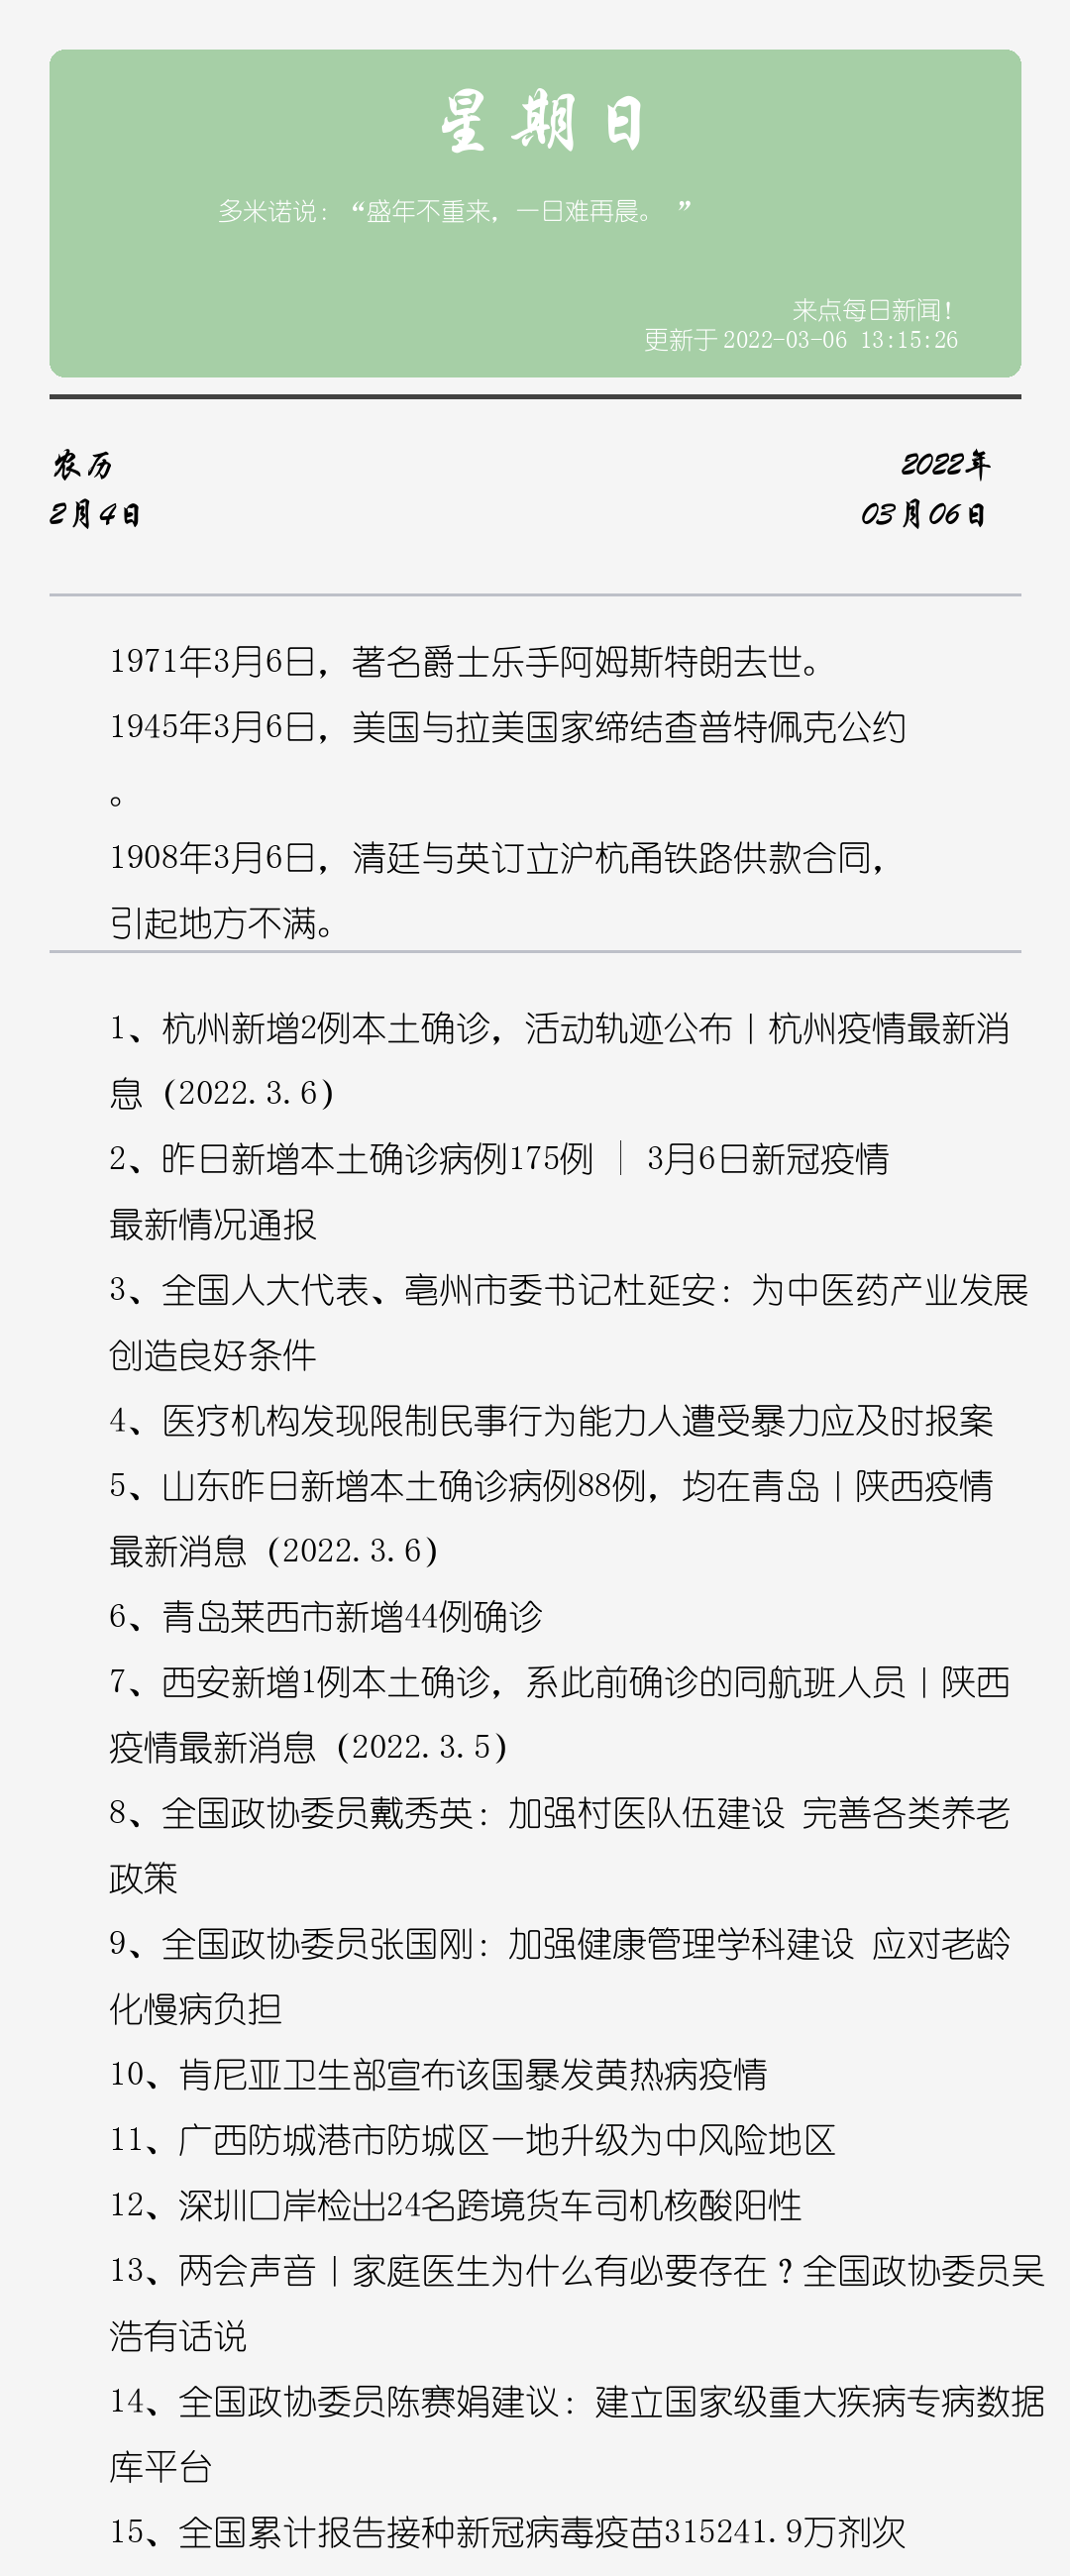 星期日
多米诺说：“盛年不重来，一日难再晨。 ”
来点每日新闻！
更新于 2022-03-06 13:15:26
农历
2022年
2月4日
03月06日
1971年3月6日，著名爵士乐手阿姆斯特朗去世。
1945年3月6日，美国与拉美国家缔结查普特佩克公约
。
1908年3月6日，清廷与英订立沪杭甬铁路供款合同，
引起地方不满。
1、杭州新增2例本土确诊，活动轨迹公布丨杭州疫情最新消
息（2022.3.6）
2、昨日新增本土确诊病例175例 │ 3月6日新冠疫情
最新情况通报
3、全国人大代表、亳州市委书记杜延安：为中医药产业发展
创造良好条件
4、医疗机构发现限制民事行为能力人遭受暴力应及时报案
5、山东昨日新增本土确诊病例88例，均在青岛丨陕西疫情
最新消息（2022.3.6）
6、青岛莱西市新增44例确诊
7、西安新增1例本土确诊，系此前确诊的同航班人员丨陕西
疫情最新消息（2022.3.5）
8、全国政协委员戴秀英：加强村医队伍建设 完善各类养老
政策
9、全国政协委员张国刚：加强健康管理学科建设 应对老龄
化慢病负担
10、肯尼亚卫生部宣布该国暴发黄热病疫情
11、广西防城港市防城区一地升级为中风险地区
12、深圳口岸检出24名跨境货车司机核酸阳性
13、两会声音丨家庭医生为什么有必要存在？全国政协委员吴
浩有话说
14、全国政协委员陈赛娟建议：建立国家级重大疾病专病数据
库平台
15、全国累计报告接种新冠病毒疫苗315241.9万剂次